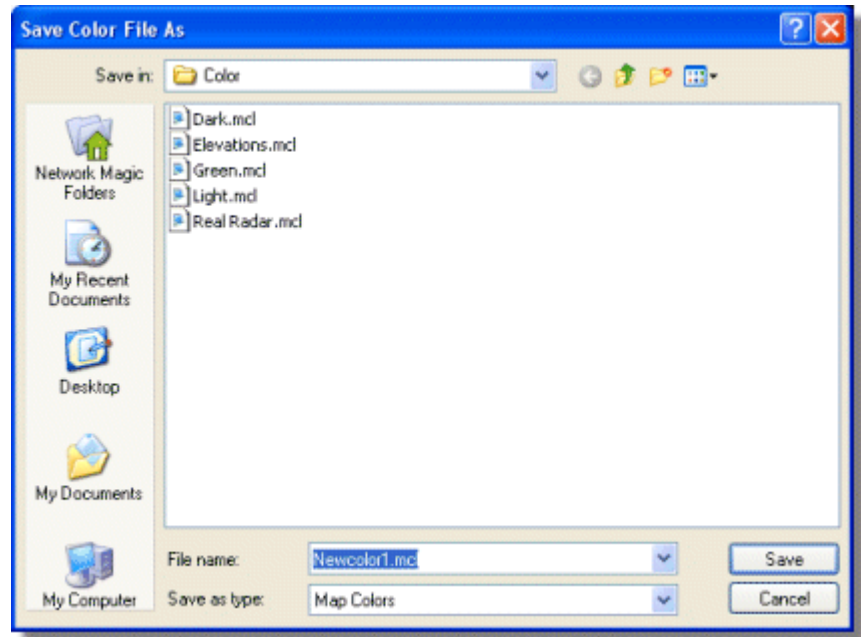 Save Color File As
Save in: Color
Dark.mcl
Elevations.mcl
Green.mcl
Light.mcl
Real Radar.mcl
Network Magic
Folders
My Recent
Documents
Desktop
My Documents
My Computer
File name: Newcolor1.mcl Save
Save as type: Map Colors Cancel